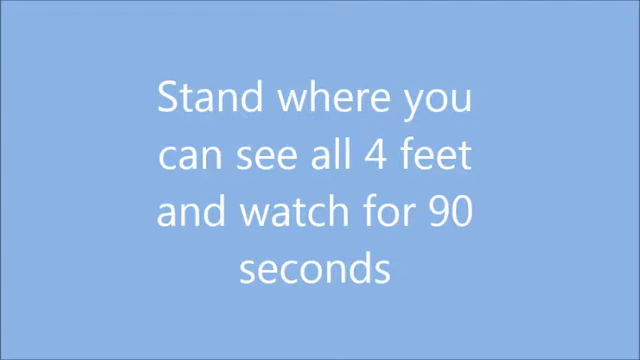 Stand where you
can see all 4 feet
and watch for 90
seconds